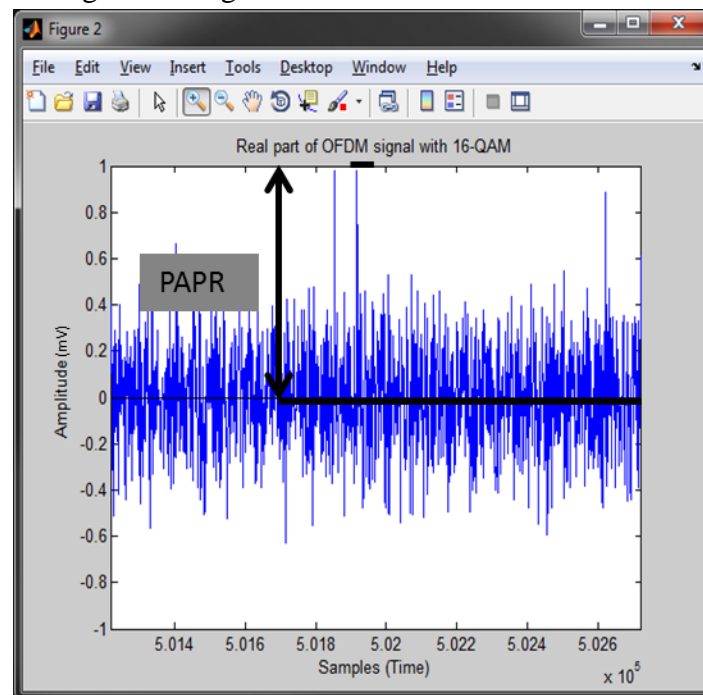 Figure 2
File Edit View Insert Tools Desktop Window Help
Real part of OFDM signal with 16-QAM
1
0.8
0.6
0.4
0.2
0
-0.2
-0.4
-0.6
-0.8
-1
PAPR
Amplitude (mV)
5.014 5.016 5.018 5.02 5.022 5.024 5.026
Samples (Time)
x 10^5